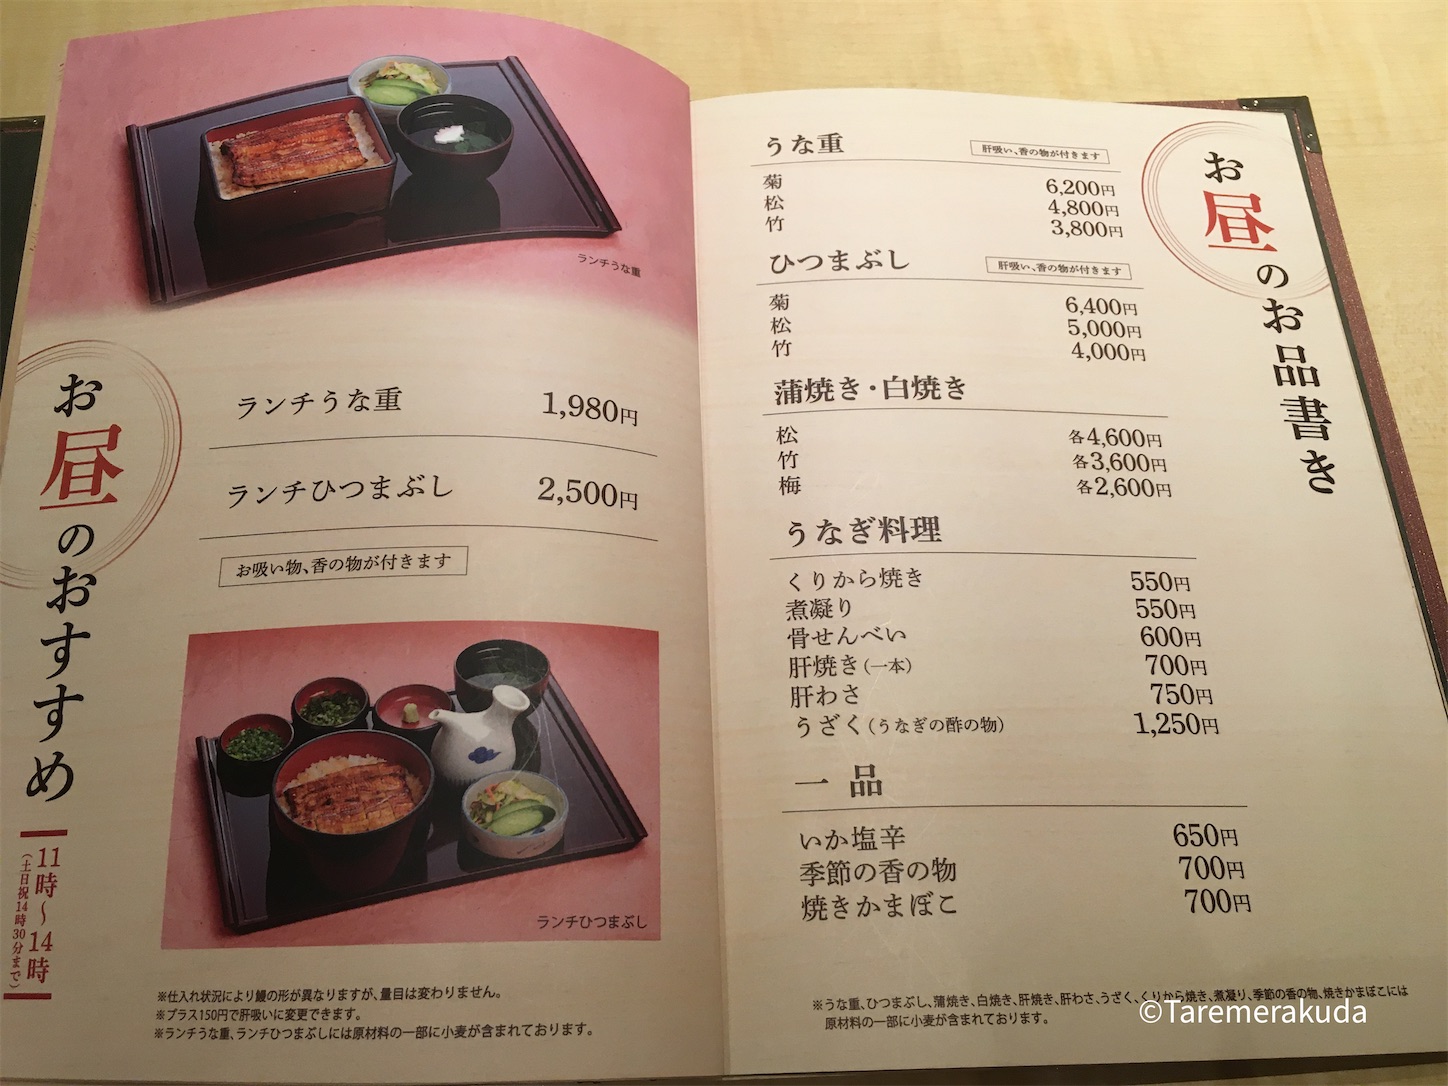 ランチうな重
お昼のおすすめ
11時～14時
(土日祝14時30分まで)
ランチうな重 1,980円
ランチひつまぶし 2,500円
お吸い物、香の物が付きます
ランチひつまぶし
※仕入れ状況により鰻の形が異なりますが、量目は変わりません。
※プラス150円で肝吸いに変更できます。
※ランチうな重、ランチひつまぶしには原材料の一部に小麦が含まれております。
お昼のお品書き
うな重 肝吸い、香の物が付きます
菊 6,200円
松 4,800円
竹 3,800円
ひつまぶし 肝吸い、香の物が付きます
菊 6,400円
松 5,000円
竹 4,000円
蒲焼き・白焼き
松 各4,600円
竹 各3,600円
梅 各2,600円
うなぎ料理
くりから焼き 550円
煮凝り 550円
骨せんべい 600円
肝焼き(一本) 700円
肝わさ 750円
うざく(うなぎの酢の物) 1,250円
一品
いか塩辛 650円
季節の香の物 700円
焼きかまぼこ 700円
※うな重、ひつまぶし、蒲焼き、白焼き、肝焼き、肝わさ、うざく、くりから焼き、煮凝り、季節の香の物、焼きかまぼこには
原材料の一部に小麦が含まれております。
©Taremerakuda